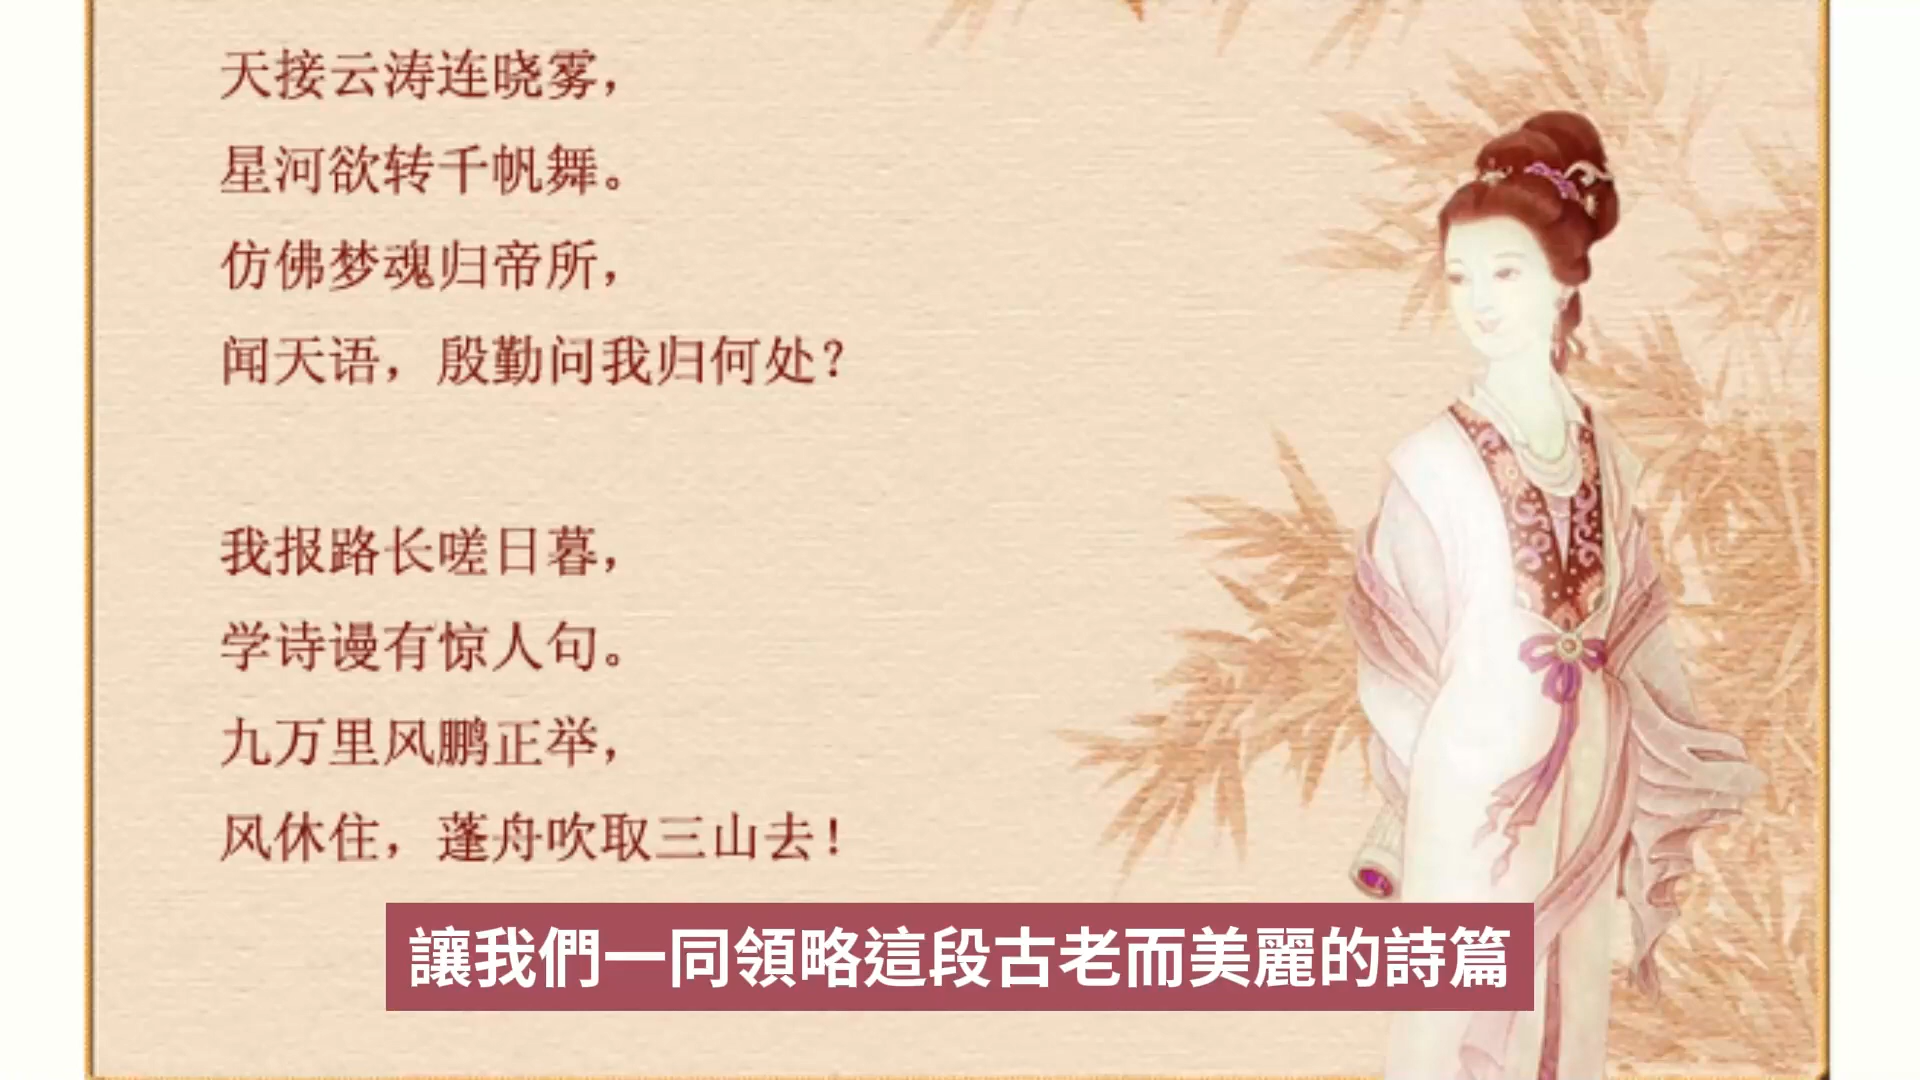 天接云涛连晓雾，
星河欲转千帆舞。
仿佛梦魂归帝所，
闻天语，殷勤问我归何处？
我报路长嗟日暮，
学诗谩有惊人句。
九万里风鹏正举，
风休住，蓬舟吹取三山去！
讓我們一同領略這段古老而美麗的詩篇